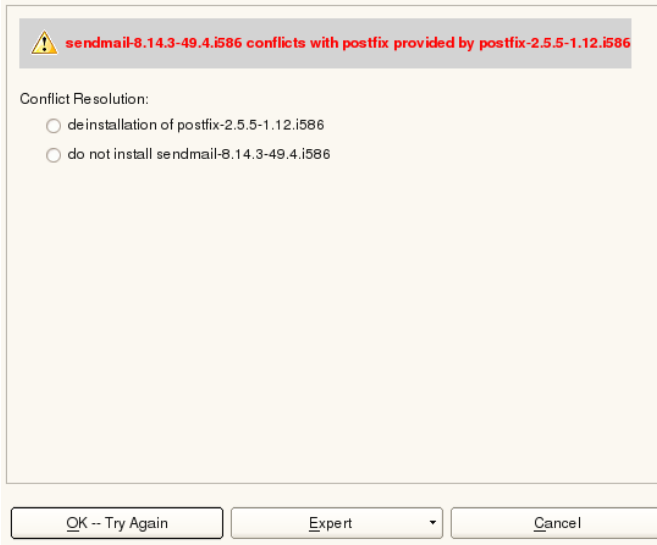 sendmail-8.14.3-49.4.i586 conflicts with postfix provided by postfix-2.5.5-1.12.i586
Conflict Resolution:
deinstallation of postfix-2.5.5-1.12.i586
do not install sendmail-8.14.3-49.4.i586
OK -- Try Again
Expert
Cancel